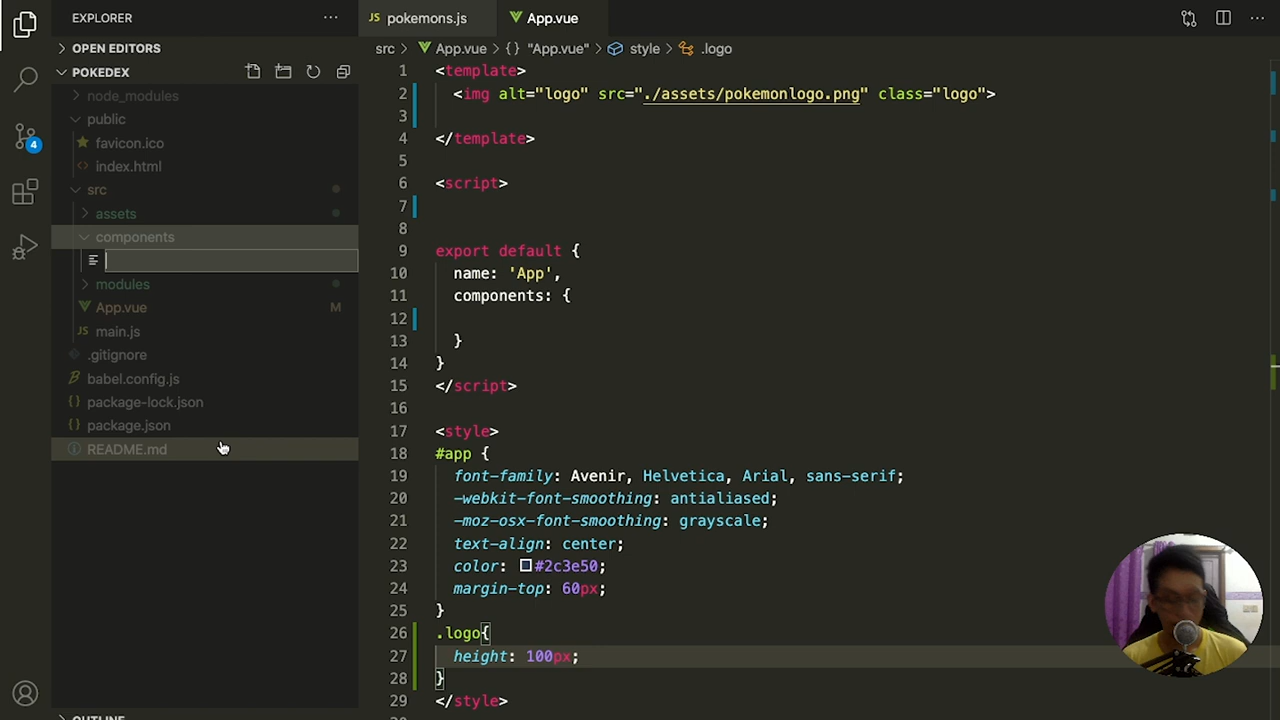 EXPLORER
OPEN EDITORS
POKEDEX
node_modules
public
favicon.ico
index.html
src
assets
components
modules
App.vue M
main.js
.gitignore
babel.config.js
package-lock.json
package.json
README.md
OUTLINE
4
JS pokemons.js App.vue
src > App.vue > {} "App.vue" > style > .logo
1 <template>
2 <img alt="logo" src="./assets/pokemonlogo.png" class="logo">
3
4 </template>
5
6 <script>
7
8
9 export default {
10 name: 'App',
11 components: {
12
13 }
14 }
15 </script>
16
17 <style>
18 #app {
19 font-family: Avenir, Helvetica, Arial, sans-serif;
20 -webkit-font-smoothing: antialiased;
21 -moz-osx-font-smoothing: grayscale;
22 text-align: center;
23 color: #2c3e50;
24 margin-top: 60px;
25 }
26 .logo{
27 height: 100px;
28 }
29 </style>